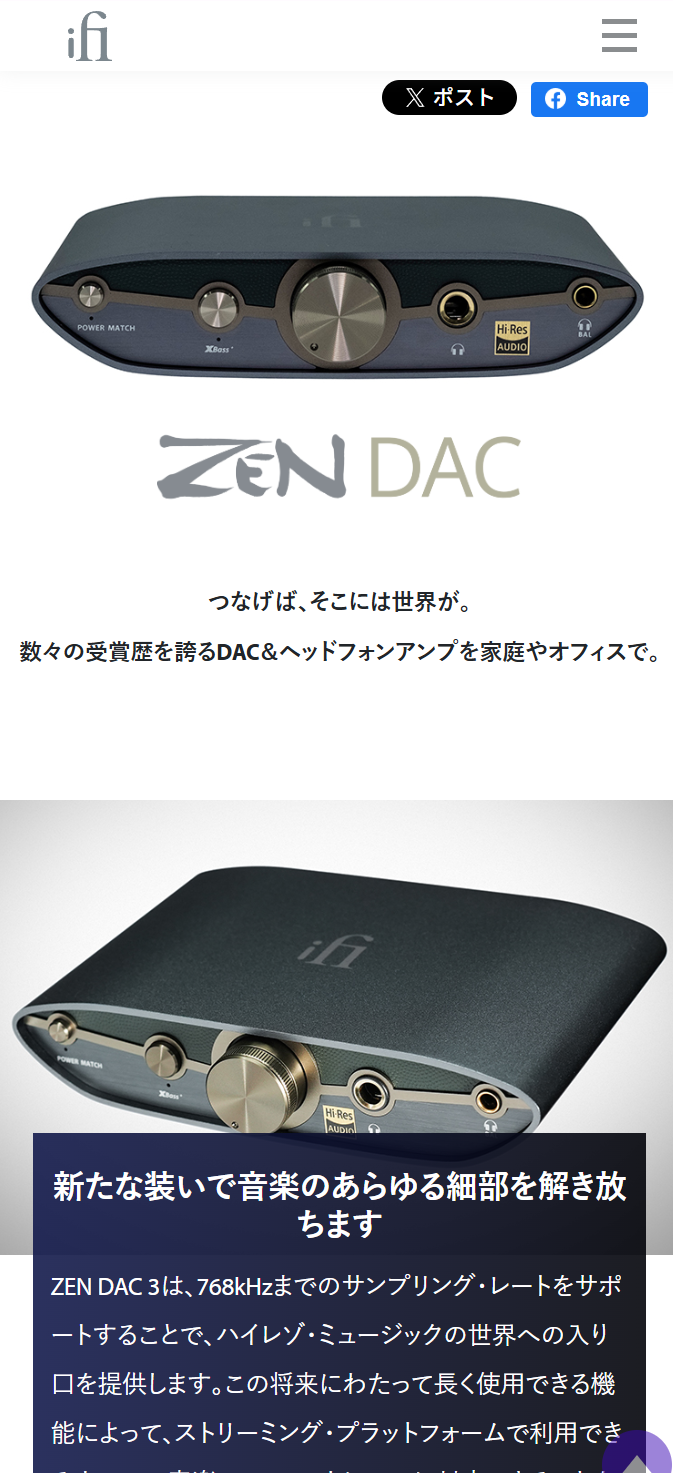 ifi
ポスト
Share
ifi
POWER MATCH
XBass+
Hi-Res
AUDIO
BAL
ZEN DAC
つなげば、そこには世界が。
数々の受賞歴を誇るDAC&ヘッドフォンアンプを家庭やオフィスで。
ifi
POWER MATCH
XBass+
Hi-Res
AUDIO
新たな装いで音楽のあらゆる細部を解き放
ちます
ZEN DAC 3は、768kHzまでのサンプリング・レートをサポ
ートすることで、ハイレゾ・ミュージックの世界への入り
口を提供します。この将来にわたって長く使用できる機
能によって、ストリーミング・プラットフォームで利用でき